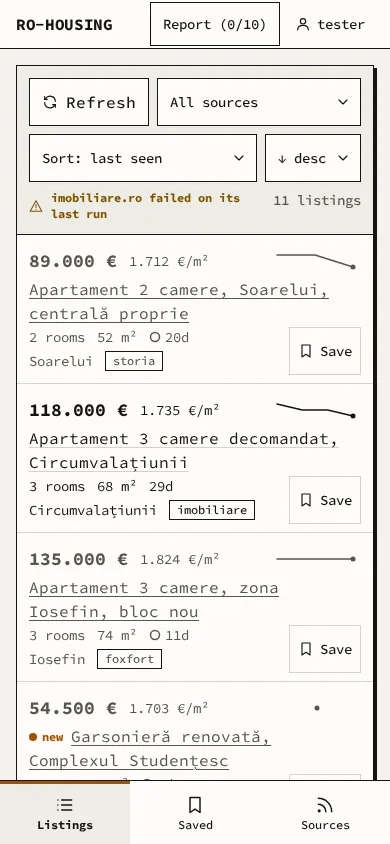 RO-HOUSING
Report (0/10)
tester
Refresh
All sources
Sort: last seen
↓ desc
imobiliare.ro failed on its
last run
11 listings
89.000 € 1.712 €/m²
Apartament 2 camere, Soarelui,
centrală proprie
2 rooms 52 m² 20d
Soarelui storia
Save
118.000 € 1.735 €/m²
Apartament 3 camere decomandat,
Circumvalațiunii
3 rooms 68 m² 29d
Circumvalațiunii imobiliare
Save
135.000 € 1.824 €/m²
Apartament 3 camere, zona
Iosefin, bloc nou
3 rooms 74 m² 11d
Iosefin foxfort
Save
54.500 € 1.703 €/m²
new Garsonieră renovată,
Complexul Studențesc
Listings
Saved
Sources